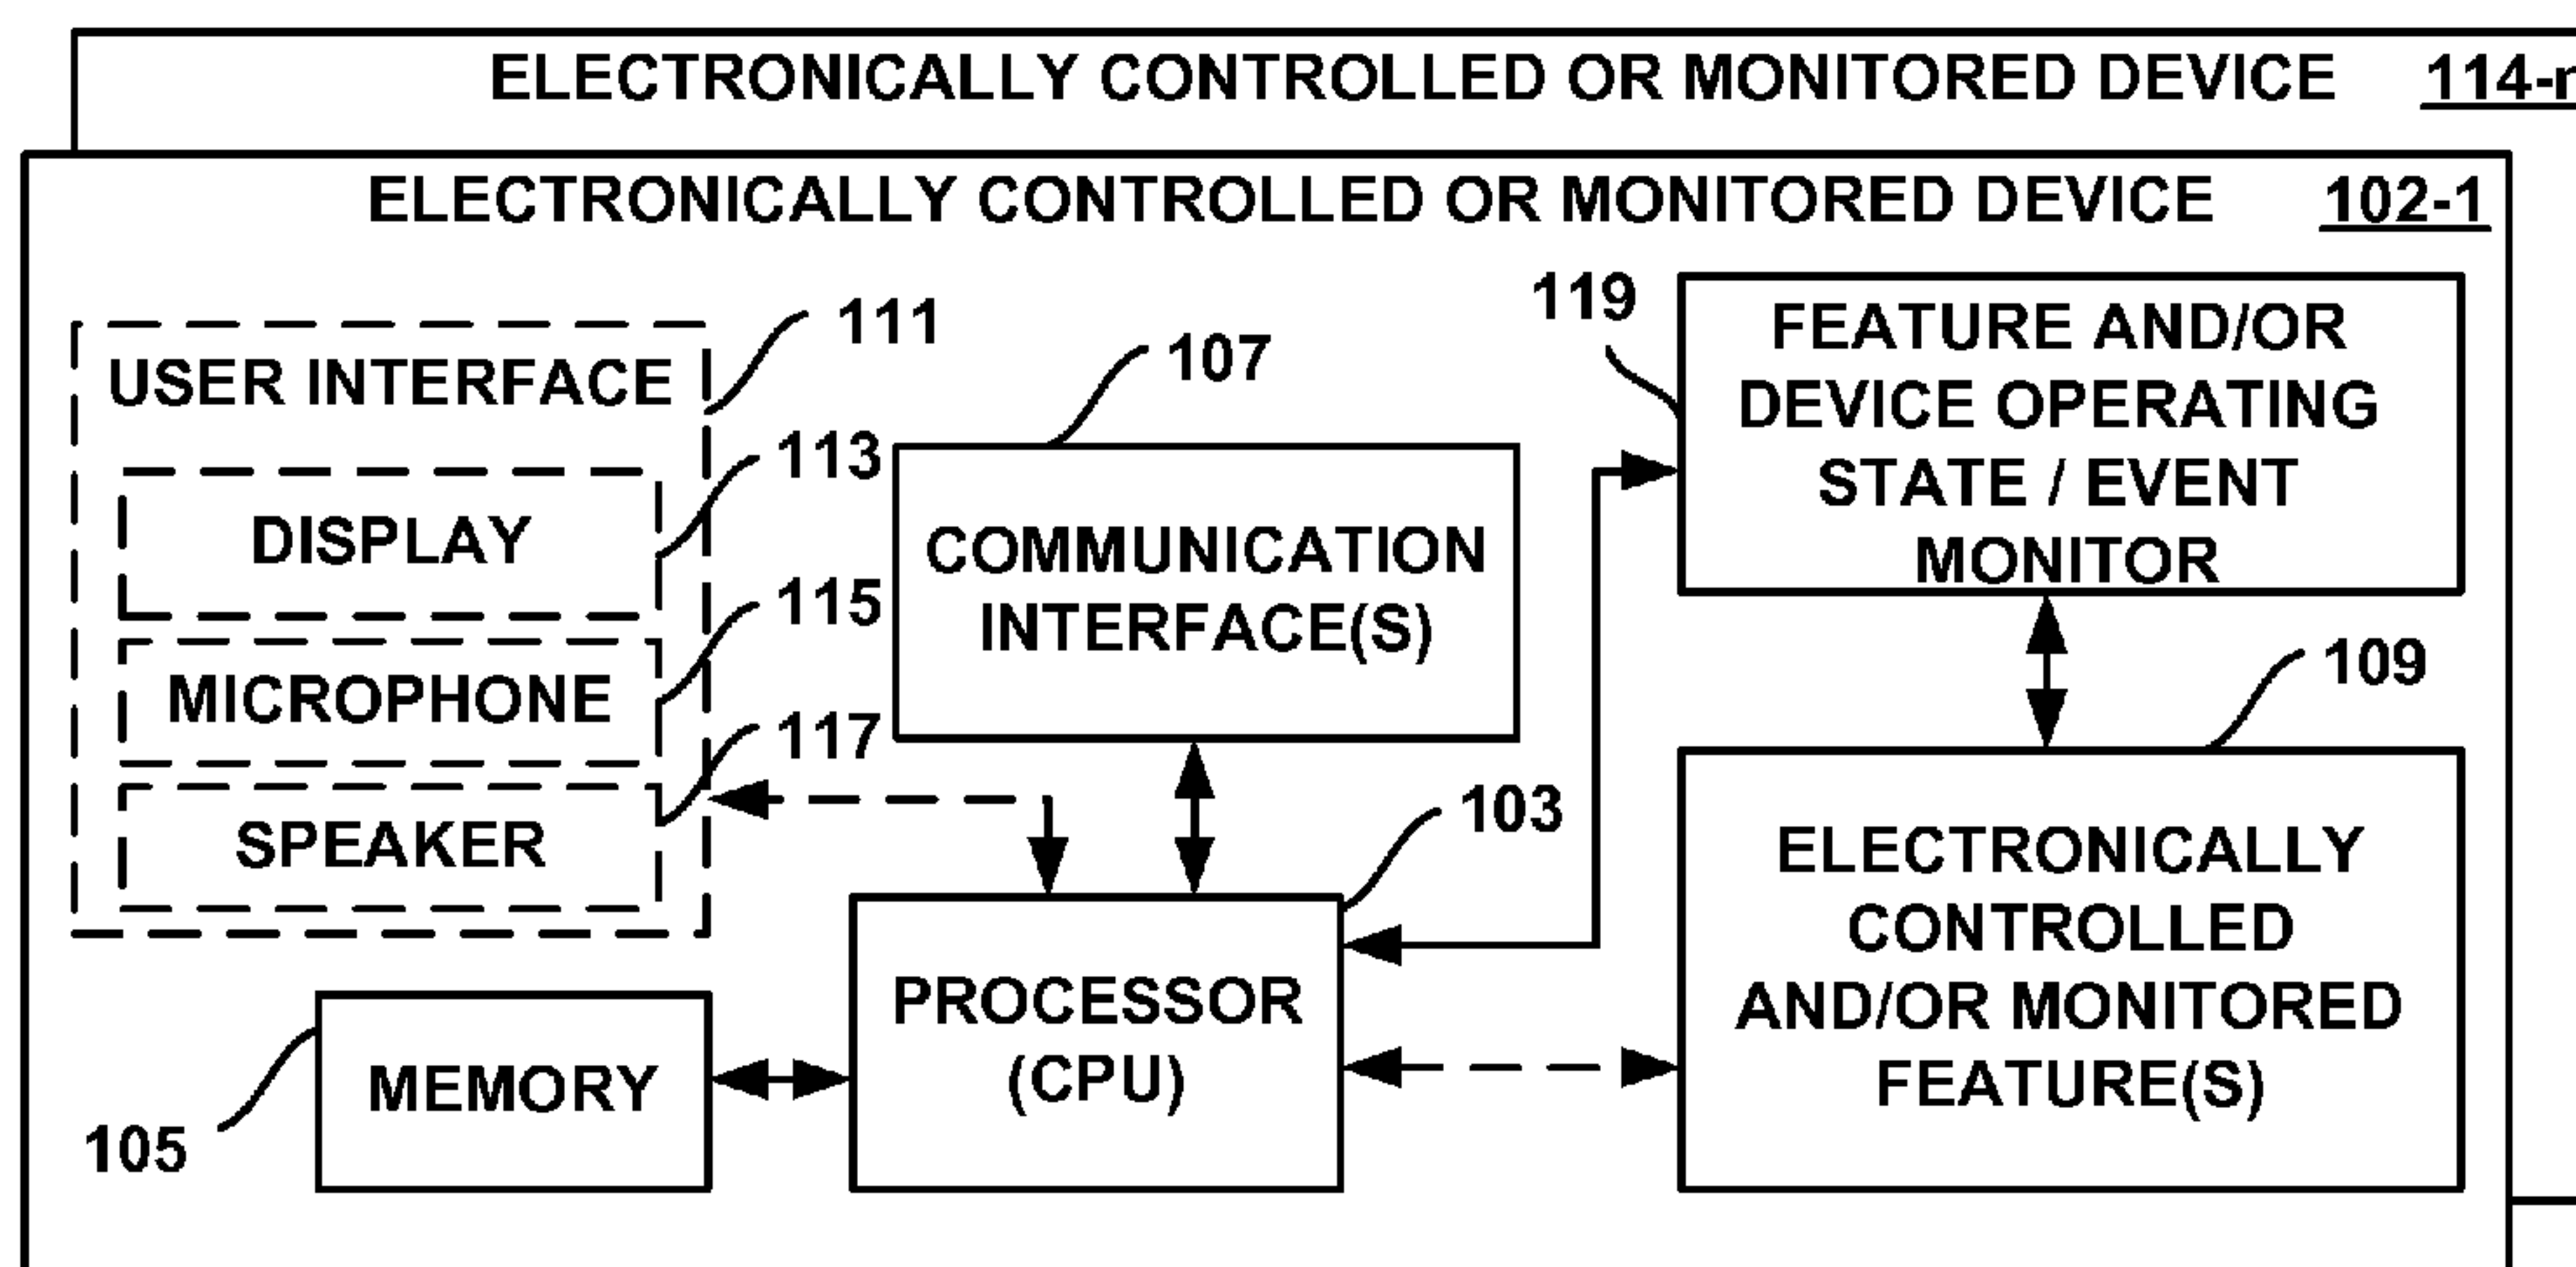 ELECTRONICALLY CONTROLLED OR MONITORED DEVICE 114-n
ELECTRONICALLY CONTROLLED OR MONITORED DEVICE 102-1
USER INTERFACE
111
DISPLAY
113
MICROPHONE
115
SPEAKER
117
COMMUNICATION
INTERFACE(S)
107
119
FEATURE AND/OR
DEVICE OPERATING
STATE / EVENT
MONITOR
109
ELECTRONICALLY
CONTROLLED
AND/OR MONITORED
FEATURE(S)
103
PROCESSOR
(CPU)
MEMORY
105